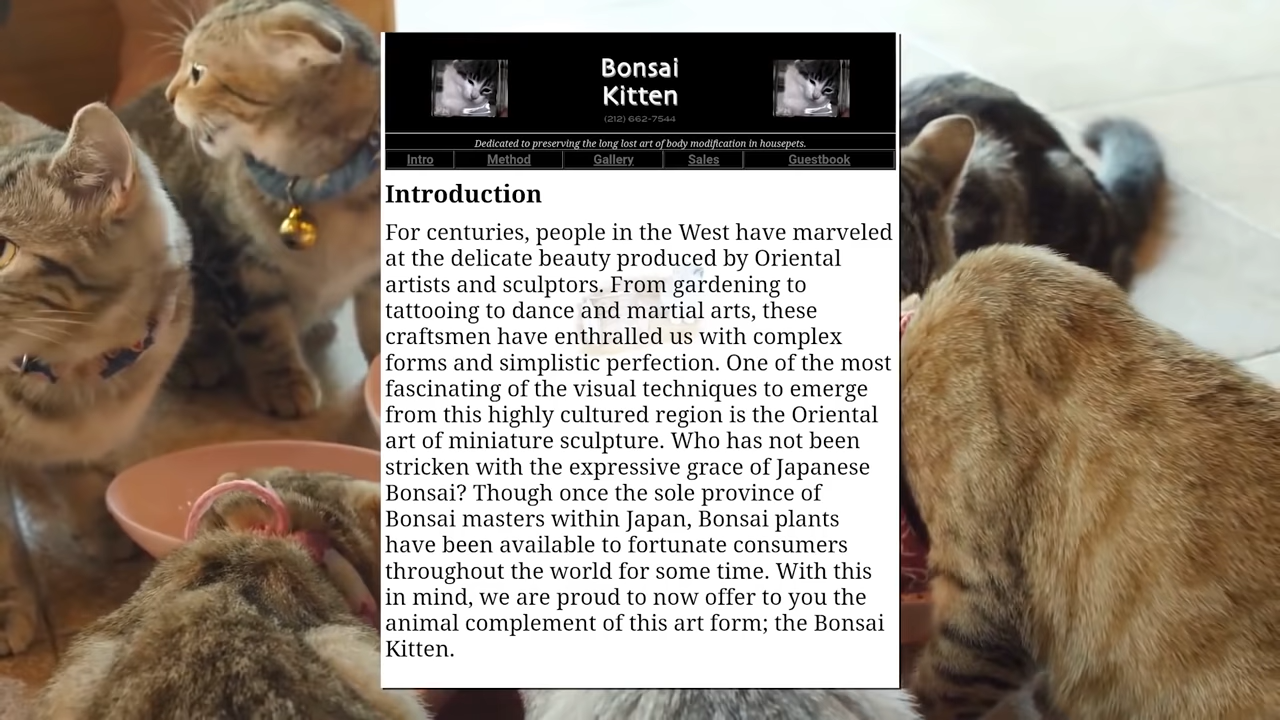 Bonsai
Kitten
(212) 662-7544
Dedicated to preserving the long lost art of body modification in housepets.
Intro Method Gallery Sales Guestbook
Introduction
For centuries, people in the West have marveled
at the delicate beauty produced by Oriental
artists and sculptors. From gardening to
tattooing to dance and martial arts, these
craftsmen have enthralled us with complex
forms and simplistic perfection. One of the most
fascinating of the visual techniques to emerge
from this highly cultured region is the Oriental
art of miniature sculpture. Who has not been
stricken with the expressive grace of Japanese
Bonsai? Though once the sole province of
Bonsai masters within Japan, Bonsai plants
have been available to fortunate consumers
throughout the world for some time. With this
in mind, we are proud to now offer to you the
animal complement of this art form; the Bonsai
Kitten.